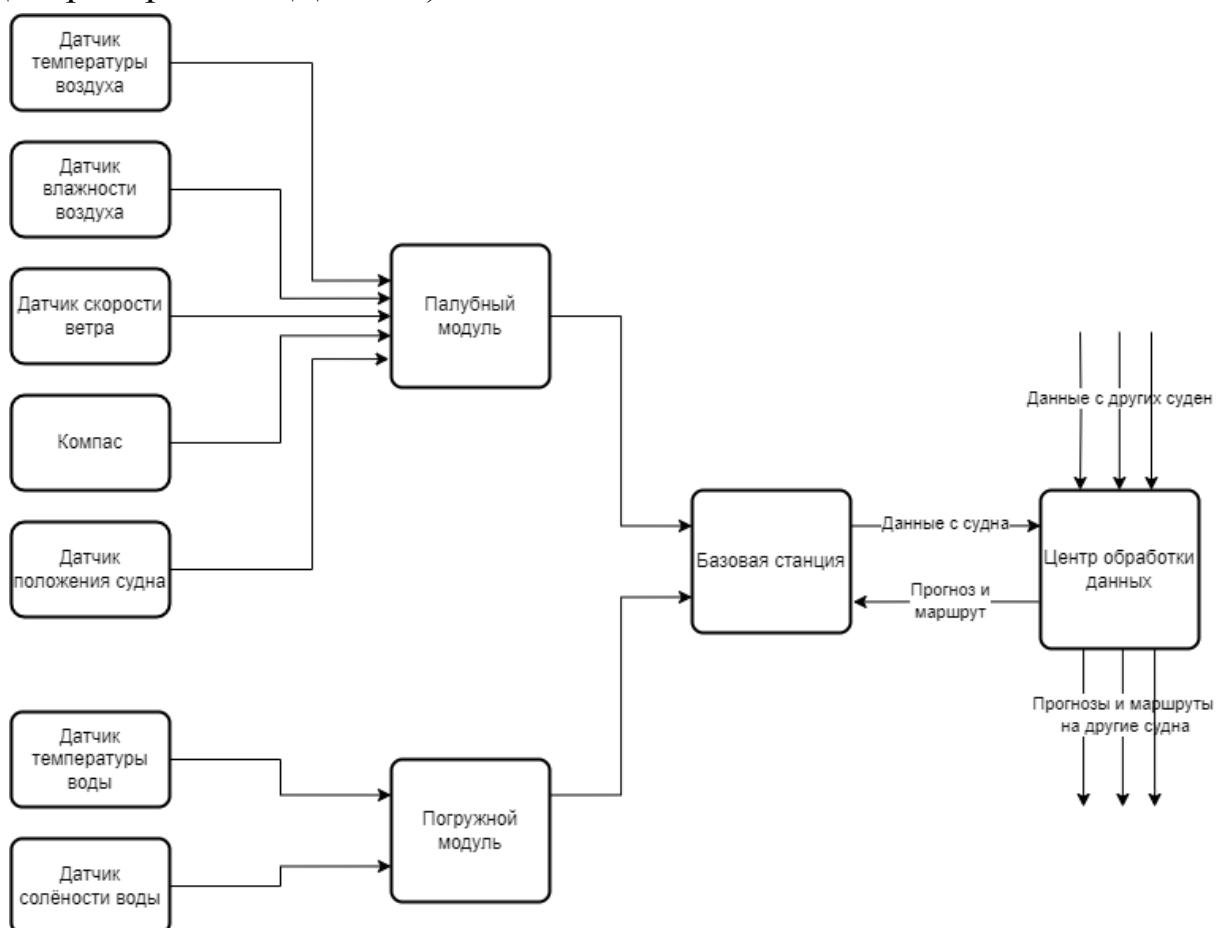 Датчик
температуры
воздуха
Датчик
влажности
воздуха
Датчик скорости
ветра
Компас
Датчик
положения судна
Палубный
модуль
Датчик
температуры
воды
Датчик
солёности воды
Погружной
модуль
Базовая станция
Данные с судна
Прогноз и
маршрут
Данные с других суден
Центр обработки
данных
Прогнозы и маршруты
на другие судна